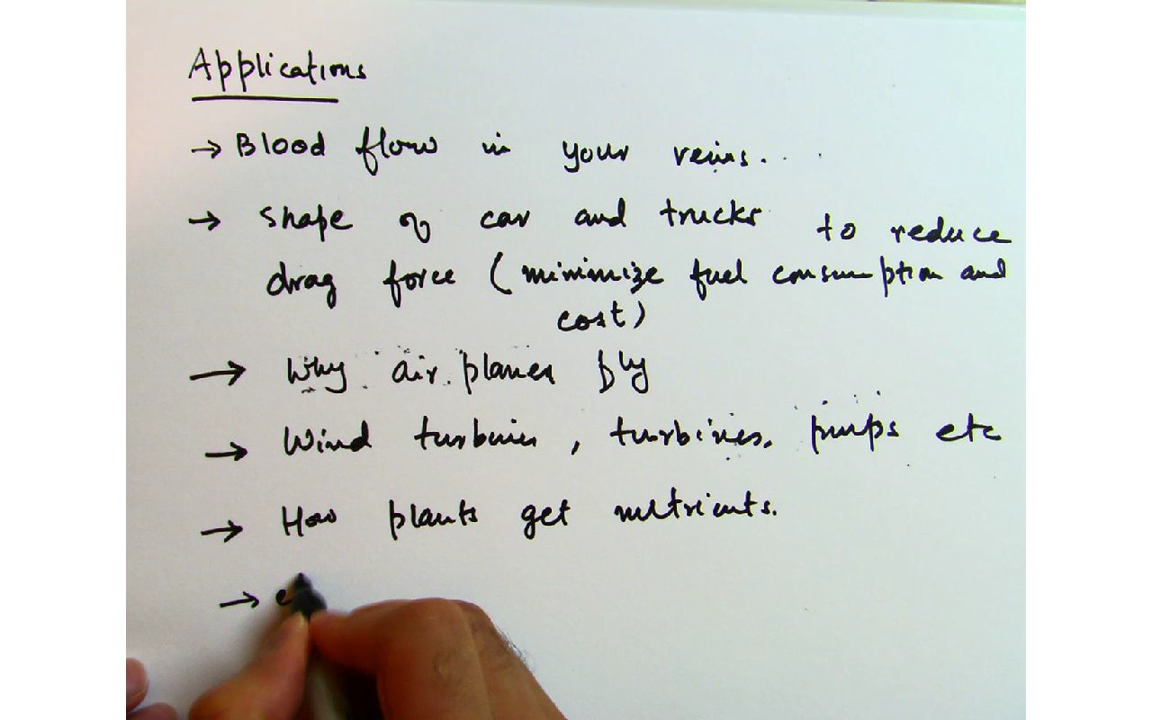 Applications
→ Blood flow in your veins...
→ shape of car and trucks to reduce
drag force (minimize fuel consumption and
cost)
→ Why air planes fly
→ Wind turbines, turbines, pumps etc
→ How plants get nutrients.
→ e